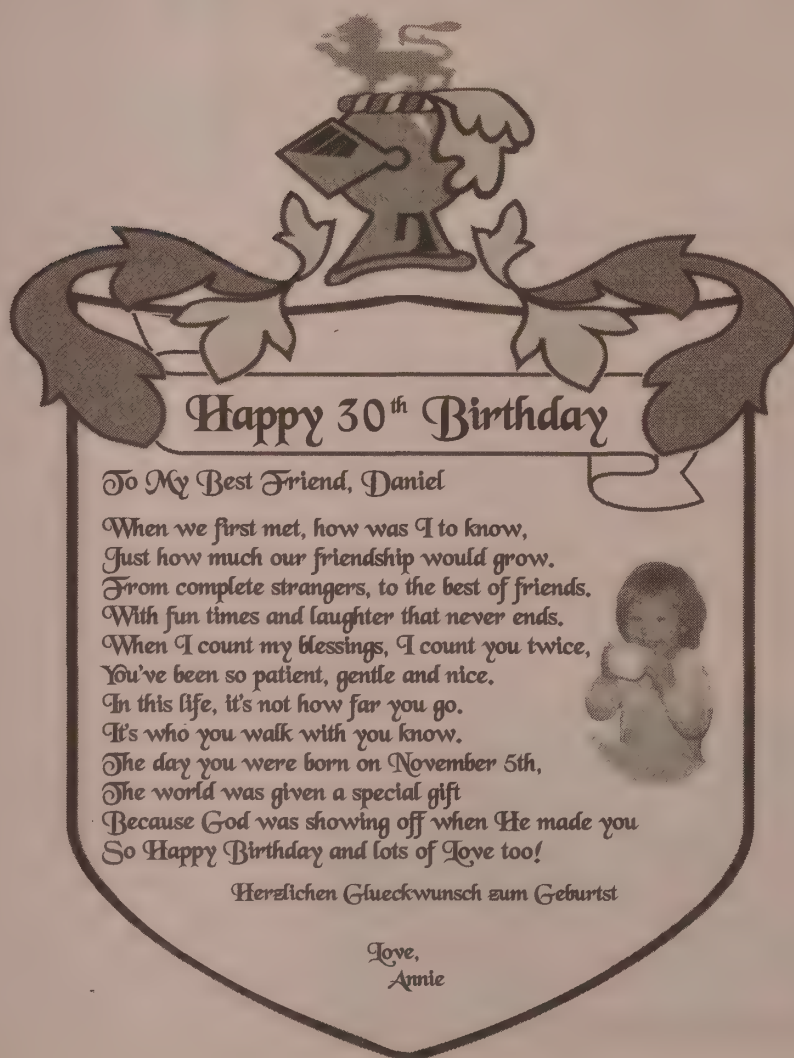 Happy 30th Birthday
To My Best Friend, Daniel
When we first met, how was I to know,
Just how much our friendship would grow.
From complete strangers, to the best of friends.
With fun times and laughter that never ends.
When I count my blessings, I count you twice,
You've been so patient, gentle and nice.
In this life, it's not how far you go.
It's who you walk with you know.
The day you were born on November 5th,
The world was given a special gift
Because God was showing off when He made you
So Happy Birthday and lots of Love too!
Herzlichen Glueckwunsch zum Geburtst
Love,
Annie